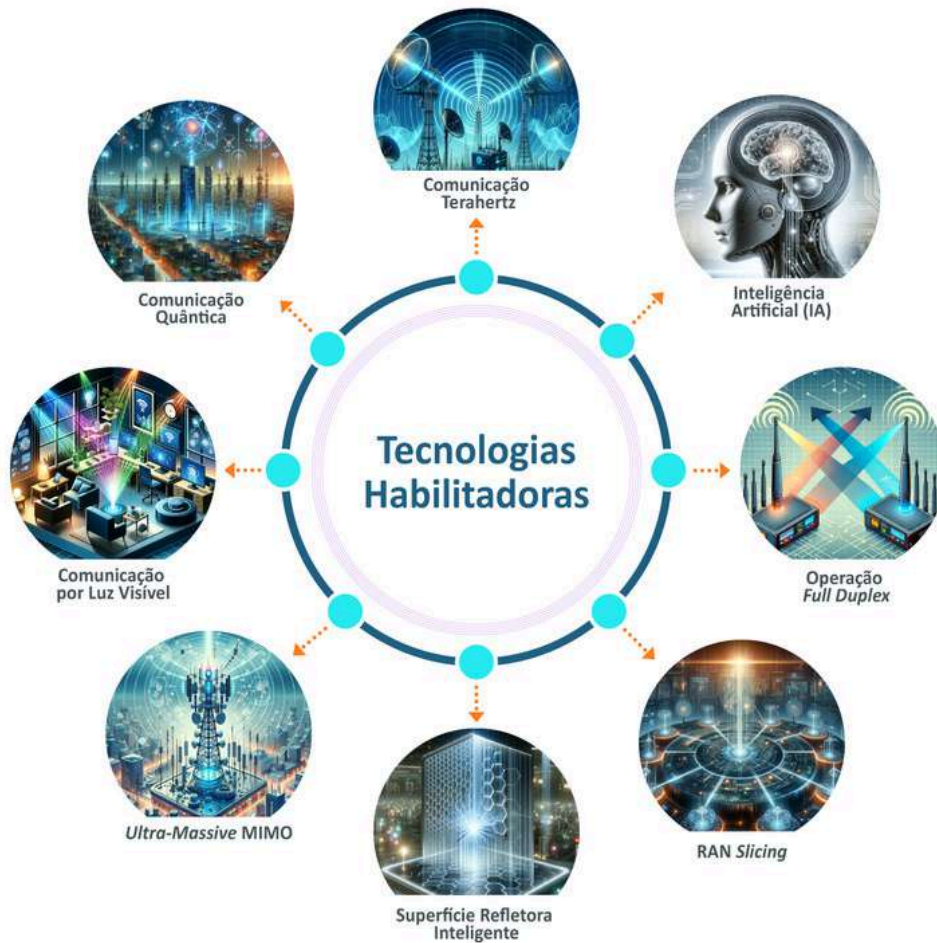 Comunicação
Terahertz
Inteligência
Artificial (IA)
Operação
Full Duplex
RAN Slicing
Superfície Refletora
Inteligente
Ultra-Massive MIMO
Comunicação
por Luz Visível
Comunicação
Quântica
Tecnologias
Habilitadoras